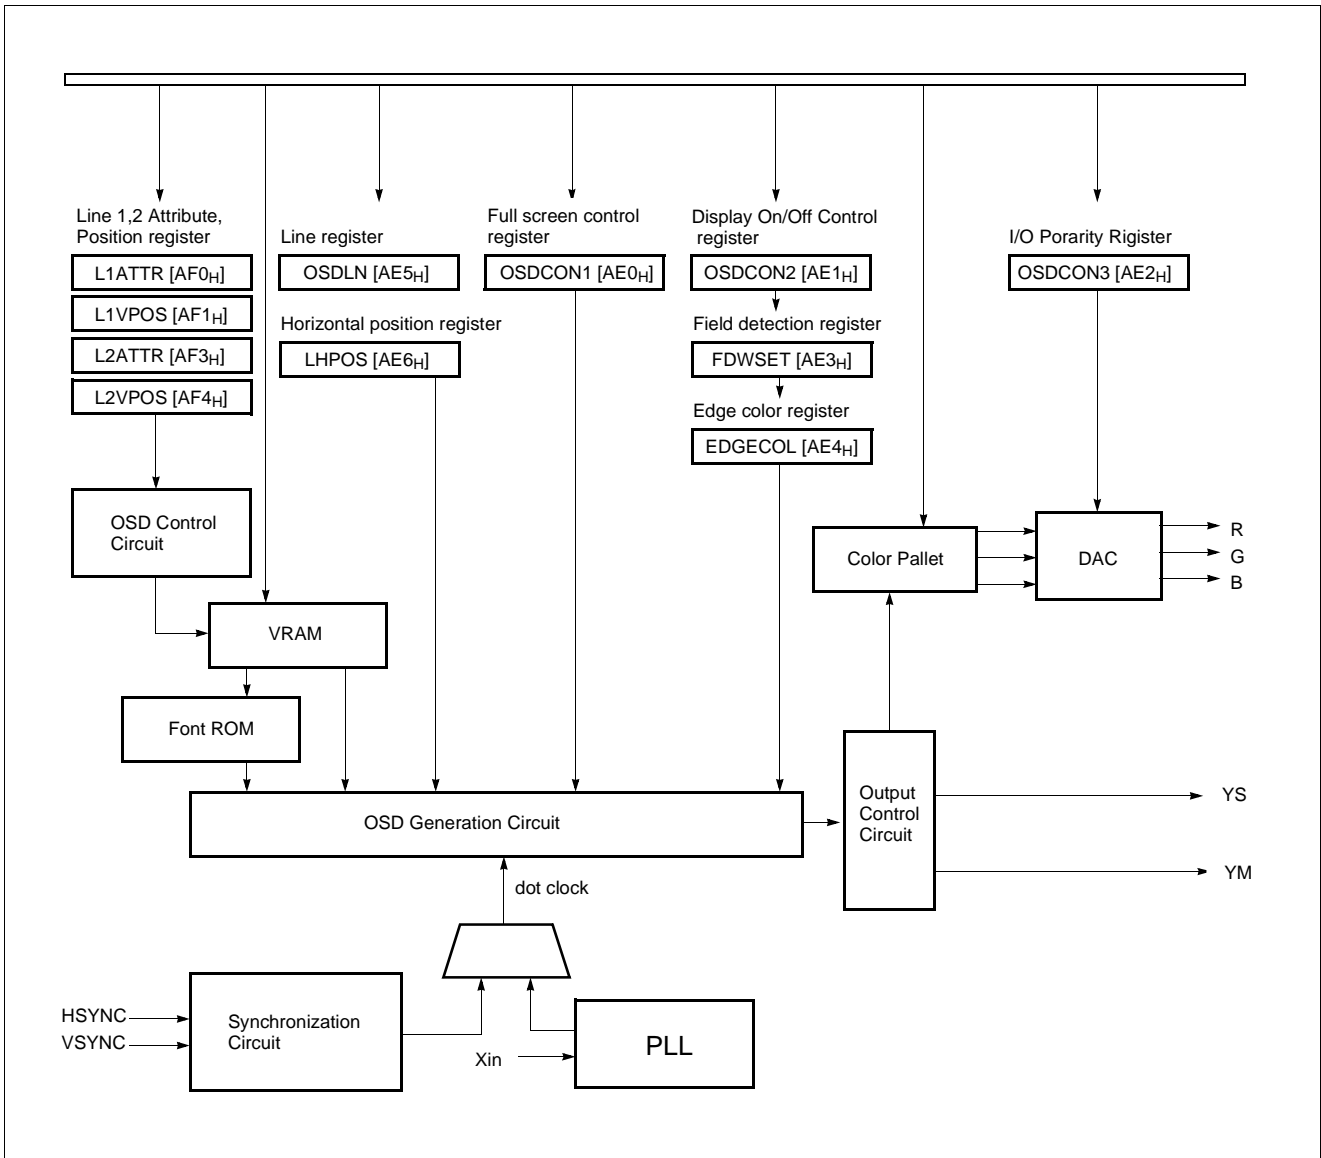 Line 1,2 Attribute,
Position register
L1ATTR [AF0H]
L1VPOS [AF1H]
L2ATTR [AF3H]
L2VPOS [AF4H]
Line register
OSDLN [AE5H]
Horizontal position register
LHPOS [AE6H]
Full screen control
register
OSDCON1 [AE0H]
Display On/Off Control
register
OSDCON2 [AE1H]
Field detection register
FDWSET [AE3H]
Edge color register
EDGECOL [AE4H]
I/O Porarity Rigister
OSDCON3 [AE2H]
OSD Control
Circuit
VRAM
Font ROM
Color Pallet
DAC
R
G
B
OSD Generation Circuit
Output
Control
Circuit
YS
YM
dot clock
HSYNC
VSYNC
Synchronization
Circuit
Xin
PLL